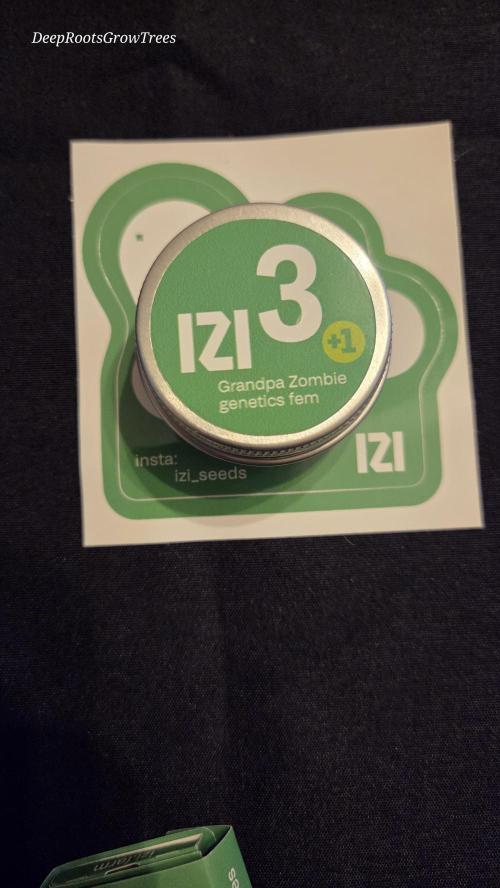 DeepRootsGrowTrees
IZI 3
+1
Grandpa Zombie
genetics fem
insta:
izi_seeds
IZI